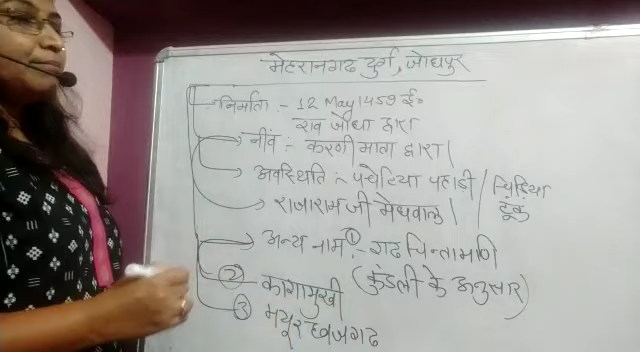 मेहरानगढ दुर्ग, जोधपुर
निर्माता :- 12 May 1459 ई॰
राव जोधा द्वारा
नींव :- करणी माता द्वारा |
अवस्थिति :- पंचेटिया पहाडी / चिड़िया टूंक
राजाराम जी मेघवाल |
अन्य नाम :- ① गढ चिन्तामणि
② कागामुखी (कुंडली के अनुसार)
③ मयूरध्वजगढ